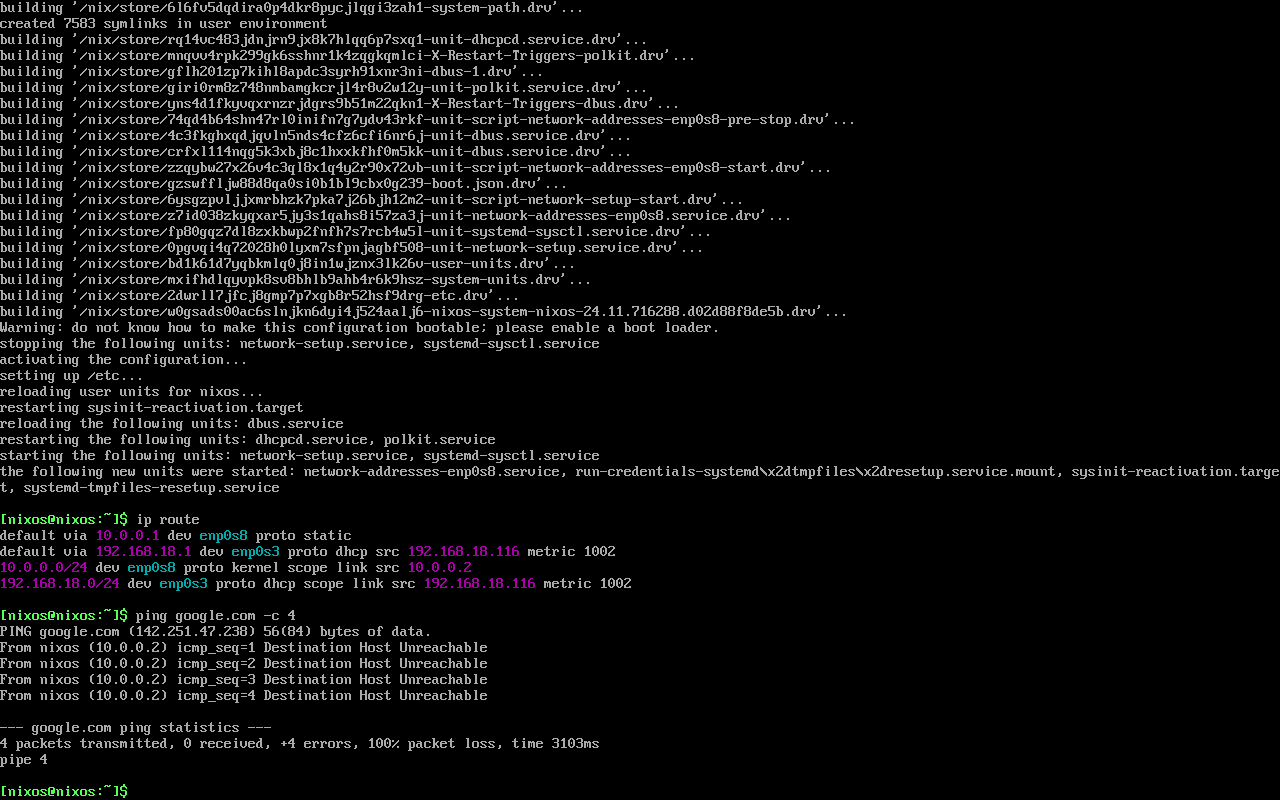 building '/nix/store/6l6fv5dqdira0p4dkr8pycjlqgi3zah1-system-path.drv'...
created 7583 symlinks in user environment
building '/nix/store/rq14vc483jdnjrn9jx8k7hlqq6p7sxq1-unit-dhcpcd.service.drv'...
building '/nix/store/mnqvv4rpk299gk6sshnr1k4zqgkqmlci-X-Restart-Triggers-polkit.drv'...
building '/nix/store/gflh201zp7kihl8apdc3syrh91xnr3ni-dbus-1.drv'...
building '/nix/store/giri0rm8z748nmbamgkcrjl4r8v2w12y-unit-polkit.service.drv'...
building '/nix/store/yns4d1fkyvqxrnzrjdgrs9b51m22qkn1-X-Restart-Triggers-dbus.drv'...
building '/nix/store/74qd4b64shn47rl0inifn7g7ydv43rkf-unit-script-network-addresses-enp0s8-pre-stop.drv'...
building '/nix/store/4c3fkghxqdjqvln5nds4cfz6cfi6nr6j-unit-dbus.service.drv'...
building '/nix/store/crfxl114nqg5k3xbj8c1hxxkfhf0m5kk-unit-dbus.service.drv'...
building '/nix/store/zzqybw27x26v4c3ql8x1q4y2r90x72vb-unit-script-network-addresses-enp0s8-start.drv'...
building '/nix/store/gzswffljw88d8qa0si0b1bl9cbx0g239-boot.json.drv'...
building '/nix/store/6ysgzpvljjxmrbhzk7pka7j26bjh12m2-unit-script-network-setup-start.drv'...
building '/nix/store/z7id038zkyqxar5jy3s1qahs8i57za3j-unit-network-addresses-enp0s8.service.drv'...
building '/nix/store/fp80gqz7dl8zxkbwp2fnfh7s7rcb4w5l-unit-systemd-sysctl.service.drv'...
building '/nix/store/0pgvqi4q72028h0lyxm7sfpnjagbf508-unit-network-setup.service.drv'...
building '/nix/store/bd1k61d7yqbkmlq0j8in1wjznx3lk26v-user-units.drv'...
building '/nix/store/mxifhdlqyvpk8sv8bhlb9ahb4r6k9hsz-system-units.drv'...
building '/nix/store/2dwrll7jfcj8gmp7p7xgb8r52hsf9drg-etc.drv'...
building '/nix/store/w0gsads00ac6slnjkn6dyi4j524aalj6-nixos-system-nixos-24.11.716288.d02d88f8de5b.drv'...
Warning: do not know how to make this configuration bootable; please enable a boot loader.
stopping the following units: network-setup.service, systemd-sysctl.service
activating the configuration...
setting up /etc...
reloading user units for nixos...
restarting sysinit-reactivation.target
reloading the following units: dbus.service
restarting the following units: dhcpcd.service, polkit.service
starting the following units: network-setup.service, systemd-sysctl.service
the following new units were started: network-addresses-enp0s8.service, run-credentials-systemd\x2dtmpfiles\x2dresetup.service.mount, sysinit-reactivation.targe
t, systemd-tmpfiles-resetup.service
[nixos@nixos:~]$ ip route
default via 10.0.0.1 dev enp0s8 proto static
default via 192.168.18.1 dev enp0s3 proto dhcp src 192.168.18.116 metric 1002
10.0.0.0/24 dev enp0s8 proto kernel scope link src 10.0.0.2
192.168.18.0/24 dev enp0s3 proto dhcp scope link src 192.168.18.116 metric 1002
[nixos@nixos:~]$ ping google.com -c 4
PING google.com (142.251.47.238) 56(84) bytes of data.
From nixos (10.0.0.2) icmp_seq=1 Destination Host Unreachable
From nixos (10.0.0.2) icmp_seq=2 Destination Host Unreachable
From nixos (10.0.0.2) icmp_seq=3 Destination Host Unreachable
From nixos (10.0.0.2) icmp_seq=4 Destination Host Unreachable
--- google.com ping statistics ---
4 packets transmitted, 0 received, +4 errors, 100% packet loss, time 3103ms
pipe 4
[nixos@nixos:~]$